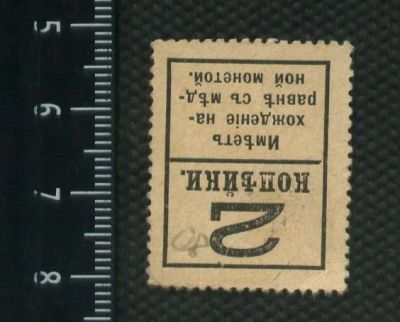 2
КОПѢЙКИ.
Имѣетъ
хожденіе на-
равнѣ съ мѣд-
ной монетой.
5
6
7
8